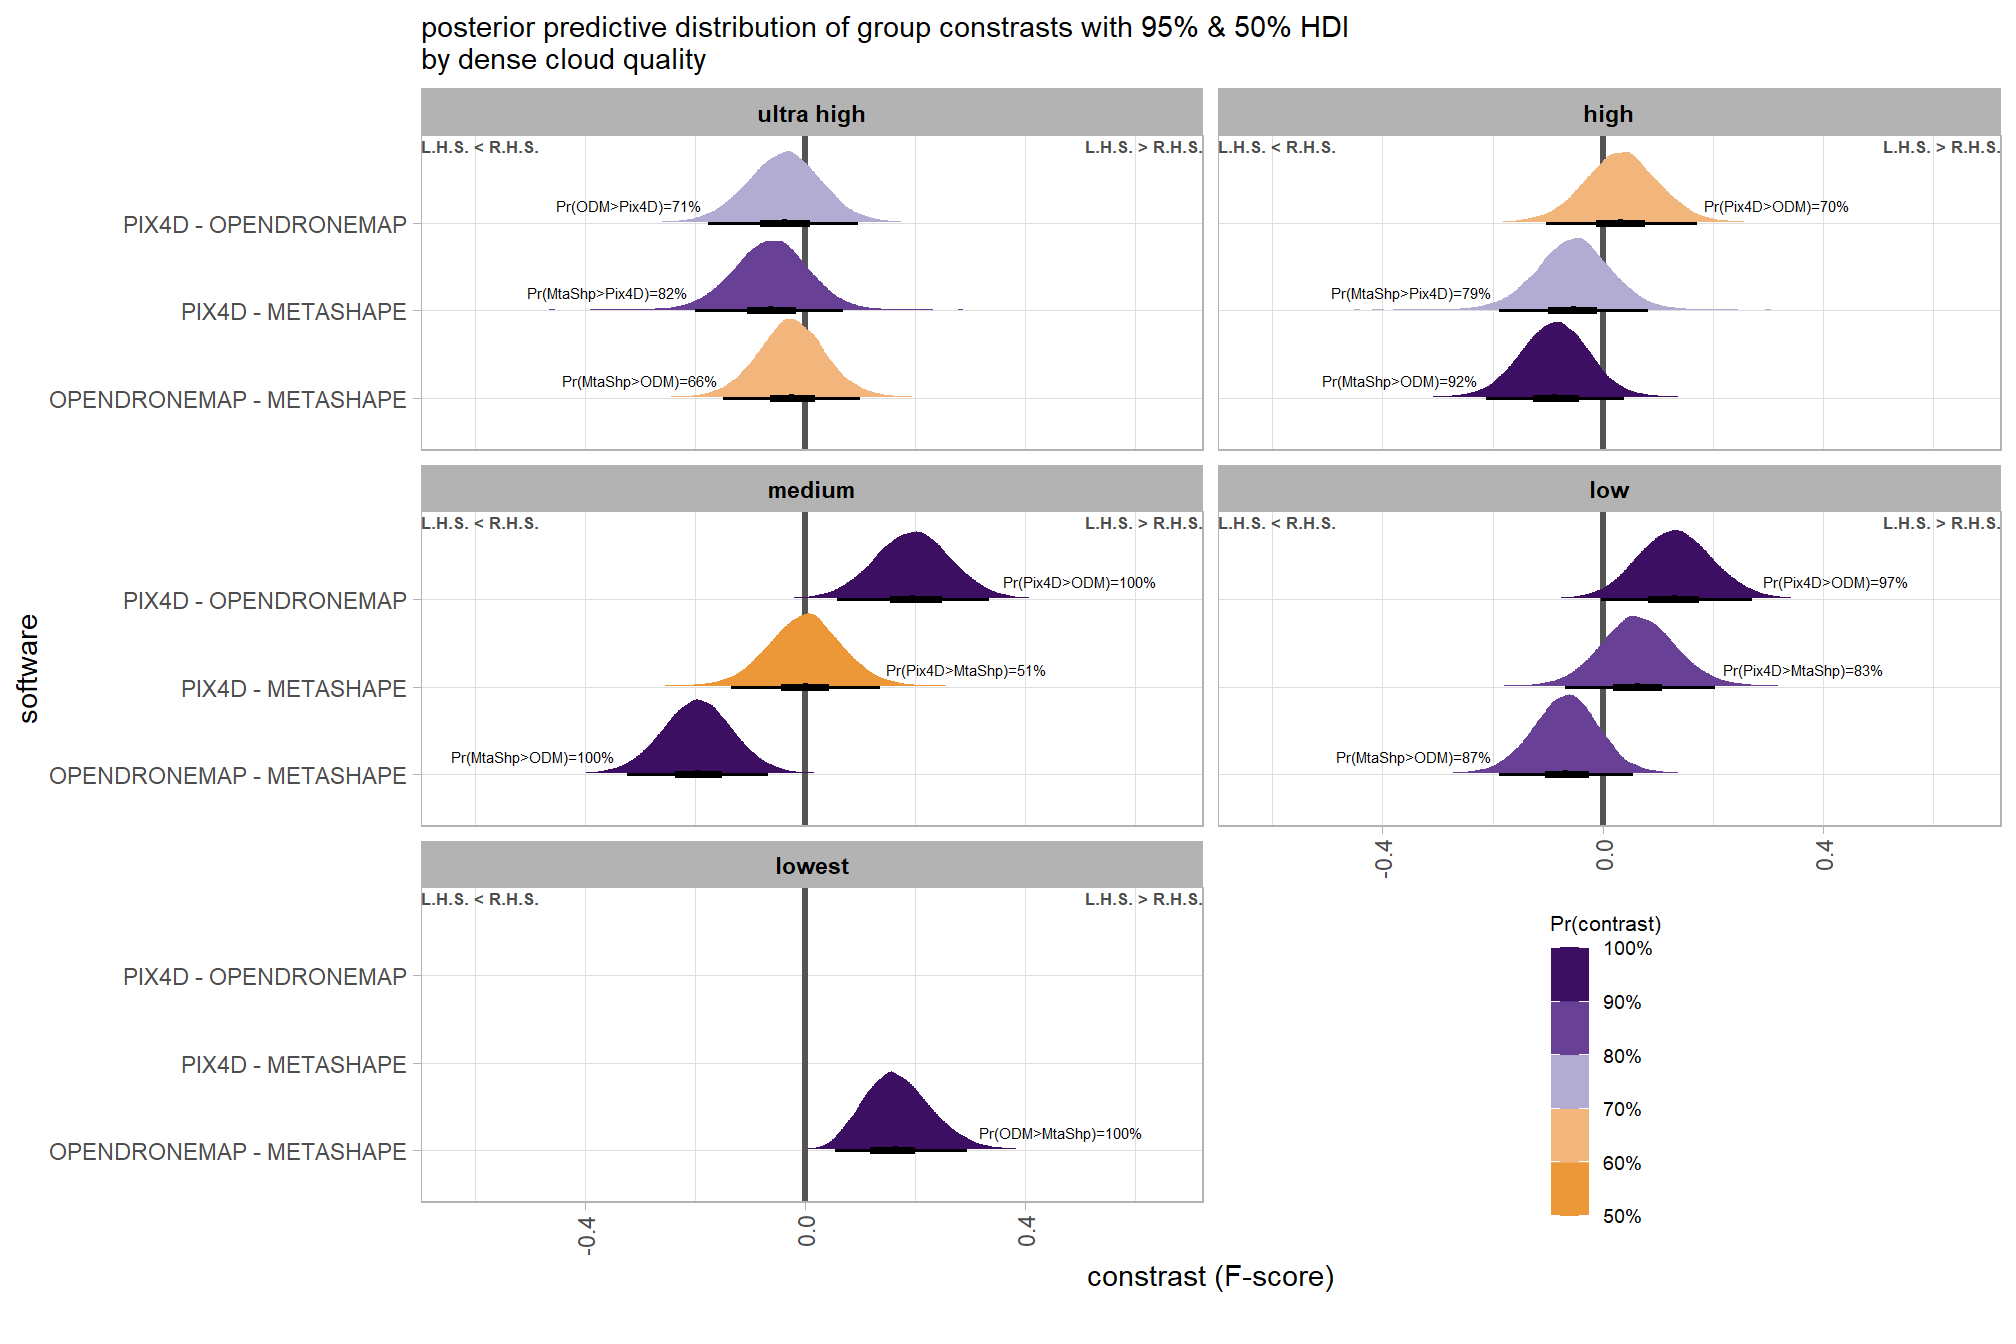 posterior predictive distribution of group constrasts with 95% & 50% HDI
by dense cloud quality
ultra high
L.H.S. < R.H.S.
L.H.S. > R.H.S.
PIX4D - OPENDRONEMAP
Pr(ODM>Pix4D)=71%
PIX4D - METASHAPE
Pr(MtaShp>Pix4D)=82%
OPENDRONEMAP - METASHAPE
Pr(MtaShp>ODM)=66%
high
L.H.S. < R.H.S.
L.H.S. > R.H.S.
Pr(Pix4D>ODM)=70%
Pr(MtaShp>Pix4D)=79%
Pr(MtaShp>ODM)=92%
medium
L.H.S. < R.H.S.
L.H.S. > R.H.S.
PIX4D - OPENDRONEMAP
Pr(Pix4D>ODM)=100%
PIX4D - METASHAPE
Pr(Pix4D>MtaShp)=51%
OPENDRONEMAP - METASHAPE
Pr(MtaShp>ODM)=100%
low
L.H.S. < R.H.S.
L.H.S. > R.H.S.
Pr(Pix4D>ODM)=97%
Pr(Pix4D>MtaShp)=83%
Pr(MtaShp>ODM)=87%
-0.4
0.0
0.4
lowest
L.H.S. < R.H.S.
L.H.S. > R.H.S.
PIX4D - OPENDRONEMAP
PIX4D - METASHAPE
OPENDRONEMAP - METASHAPE
Pr(ODM>MtaShp)=100%
-0.4
0.0
0.4
software
constrast (F-score)
Pr(contrast)
100%
90%
80%
70%
60%
50%